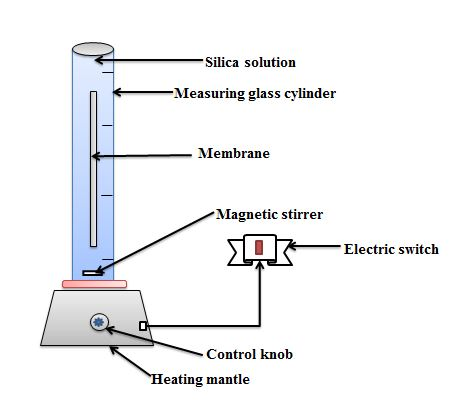 Silica solution
Measuring glass cylinder
Membrane
Magnetic stirrer
Electric switch
Control knob
Heating mantle